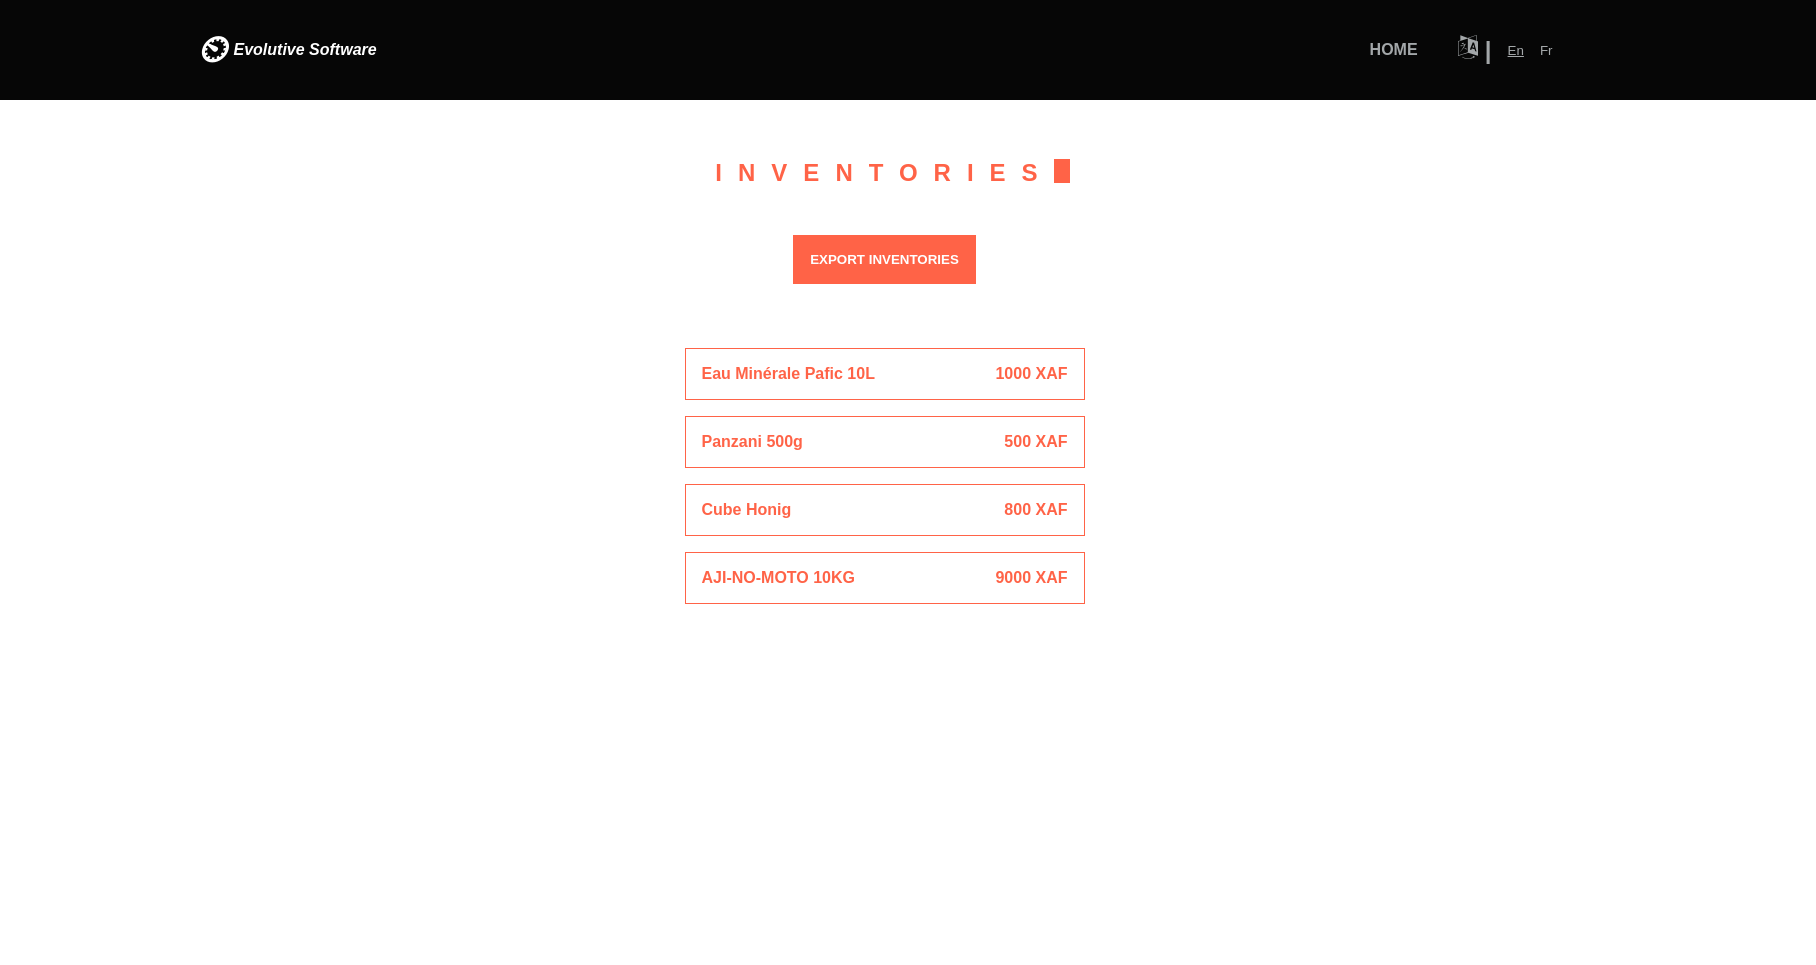 Evolutive Software
HOME
A
|
En
Fr
INVENTORIES
EXPORT INVENTORIES
Eau Minérale Pafic 10L 1000 XAF
Panzani 500g 500 XAF
Cube Honig 800 XAF
AJI-NO-MOTO 10KG 9000 XAF